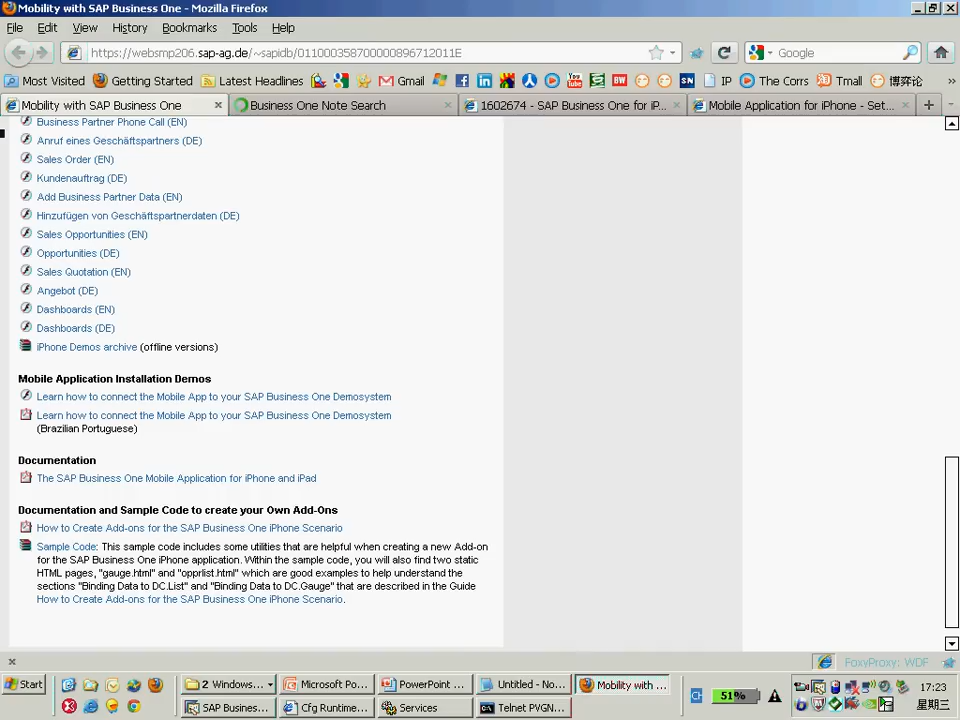 Mobility with SAP Business One - Mozilla Firefox
File Edit View History Bookmarks Tools Help
https://websmp206.sap-ag.de/~sapidb/011000358700000896712011E
Google
Most Visited Getting Started Latest Headlines Gmail IP The Corrs Tmall 博弈论 »
Mobility with SAP Business One
Business One Note Search
1602674 - SAP Business One for iP...
Mobile Application for iPhone - Set...
Business Partner Phone Call (EN)
Anruf eines Geschäftspartners (DE)
Sales Order (EN)
Kundenauftrag (DE)
Add Business Partner Data (EN)
Hinzufügen von Geschäftspartnerdaten (DE)
Sales Opportunities (EN)
Opportunities (DE)
Sales Quotation (EN)
Angebot (DE)
Dashboards (EN)
Dashboards (DE)
iPhone Demos archive (offline versions)
Mobile Application Installation Demos
Learn how to connect the Mobile App to your SAP Business One Demosystem
Learn how to connect the Mobile App to your SAP Business One Demosystem
(Brazilian Portuguese)
Documentation
The SAP Business One Mobile Application for iPhone and iPad
Documentation and Sample Code to create your Own Add-Ons
How to Create Add-ons for the SAP Business One iPhone Scenario
Sample Code: This sample code includes some utilities that are helpful when creating a new Add-on
for the SAP Business One iPhone application. Within the sample code, you will also find two static
HTML pages, "gauge.html" and "opprlist.html" which are good examples to help understand the
sections "Binding Data to DC.List" and "Binding Data to DC.Gauge" that are described in the Guide
How to Create Add-ons for the SAP Business One iPhone Scenario.
FoxyProxy: WDF
Start
2 Windows... Microsoft Po... PowerPoint ... Untitled - No... Mobility with ...
51%
17:23
SAP Busines... Cfg Runtime... Services Telnet PVGN...
星期三